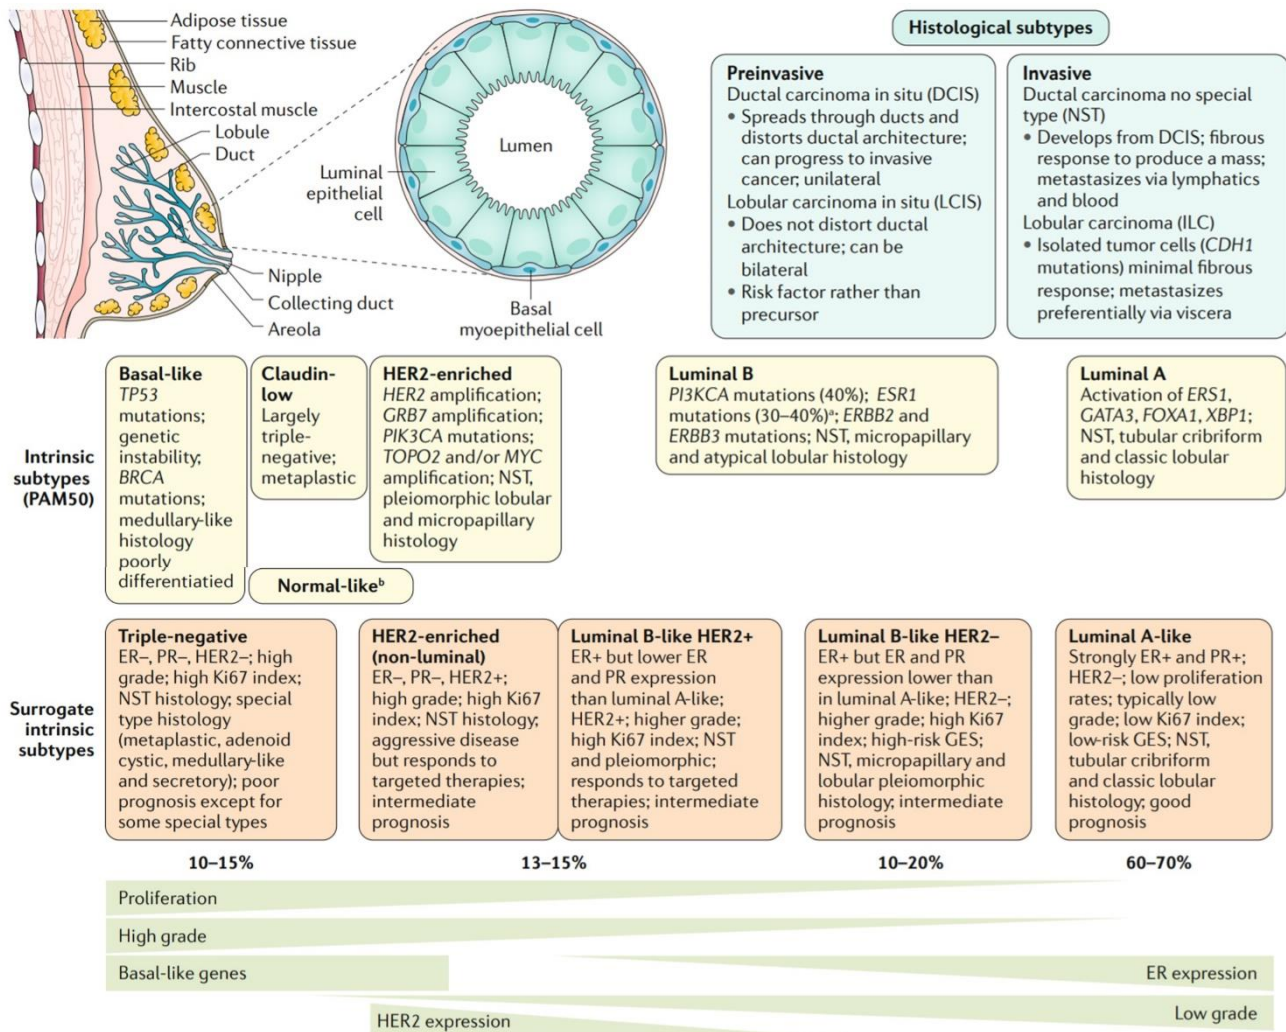 Adipose tissue
Fatty connective tissue
Rib
Muscle
Intercostal muscle
Lobule
Duct
Nipple
Collecting duct
Areola
Luminal
epithelial
cell
Lumen
Basal
myoepithelial cell
Histological subtypes
Preinvasive
Ductal carcinoma in situ (DCIS)
• Spreads through ducts and
distorts ductal architecture;
can progress to invasive
cancer; unilateral
Lobular carcinoma in situ (LCIS)
• Does not distort ductal
architecture; can be
bilateral
• Risk factor rather than
precursor
Invasive
Ductal carcinoma no special
type (NST)
• Develops from DCIS; fibrous
response to produce a mass;
metastasizes via lymphatics
and blood
Lobular carcinoma (ILC)
• Isolated tumor cells (CDH1
mutations) minimal fibrous
response; metastasizes
preferentially via viscera
Intrinsic
subtypes
(PAM50)
Basal-like
TP53
mutations;
genetic
instability;
BRCA
mutations;
medullary-like
histology
poorly
differentiatied
Claudin-
low
Largely
triple-
negative;
metaplastic
HER2-enriched
HER2 amplification;
GRB7 amplification;
PIK3CA mutations;
TOPO2 and/or MYC
amplification; NST,
pleiomorphic lobular
and micropapillary
histology
Normal-likeᵇ
Luminal B
PI3KCA mutations (40%); ESR1
mutations (30–40%)ᵃ; ERBB2 and
ERBB3 mutations; NST, micropapillary
and atypical lobular histology
Luminal A
Activation of ERS1,
GATA3, FOXA1, XBP1;
NST, tubular cribriform
and classic lobular
histology
Surrogate
intrinsic
subtypes
Triple-negative
ER–, PR–, HER2–; high
grade; high Ki67 index;
NST histology; special
type histology
(metaplastic, adenoid
cystic, medullary-like
and secretory); poor
prognosis except for
some special types
HER2-enriched
(non-luminal)
ER–, PR–, HER2+;
high grade; high Ki67
index; NST histology;
aggressive disease
but responds to
targeted therapies;
intermediate
prognosis
Luminal B-like HER2+
ER+ but lower ER
and PR expression
than luminal A-like;
HER2+; higher grade;
high Ki67 index; NST
and pleiomorphic;
responds to targeted
therapies; intermediate
prognosis
Luminal B-like HER2–
ER+ but ER and PR
expression lower than
in luminal A-like; HER2–;
higher grade; high Ki67
index; high-risk GES;
NST, micropapillary and
lobular pleiomorphic
histology; intermediate
prognosis
Luminal A-like
Strongly ER+ and PR+;
HER2–; low proliferation
rates; typically low
grade; low Ki67 index;
low-risk GES; NST,
tubular cribriform
and classic lobular
histology; good
prognosis
10–15%
13–15%
10–20%
60–70%
Proliferation
High grade
Basal-like genes
ER expression
Low grade
HER2 expression